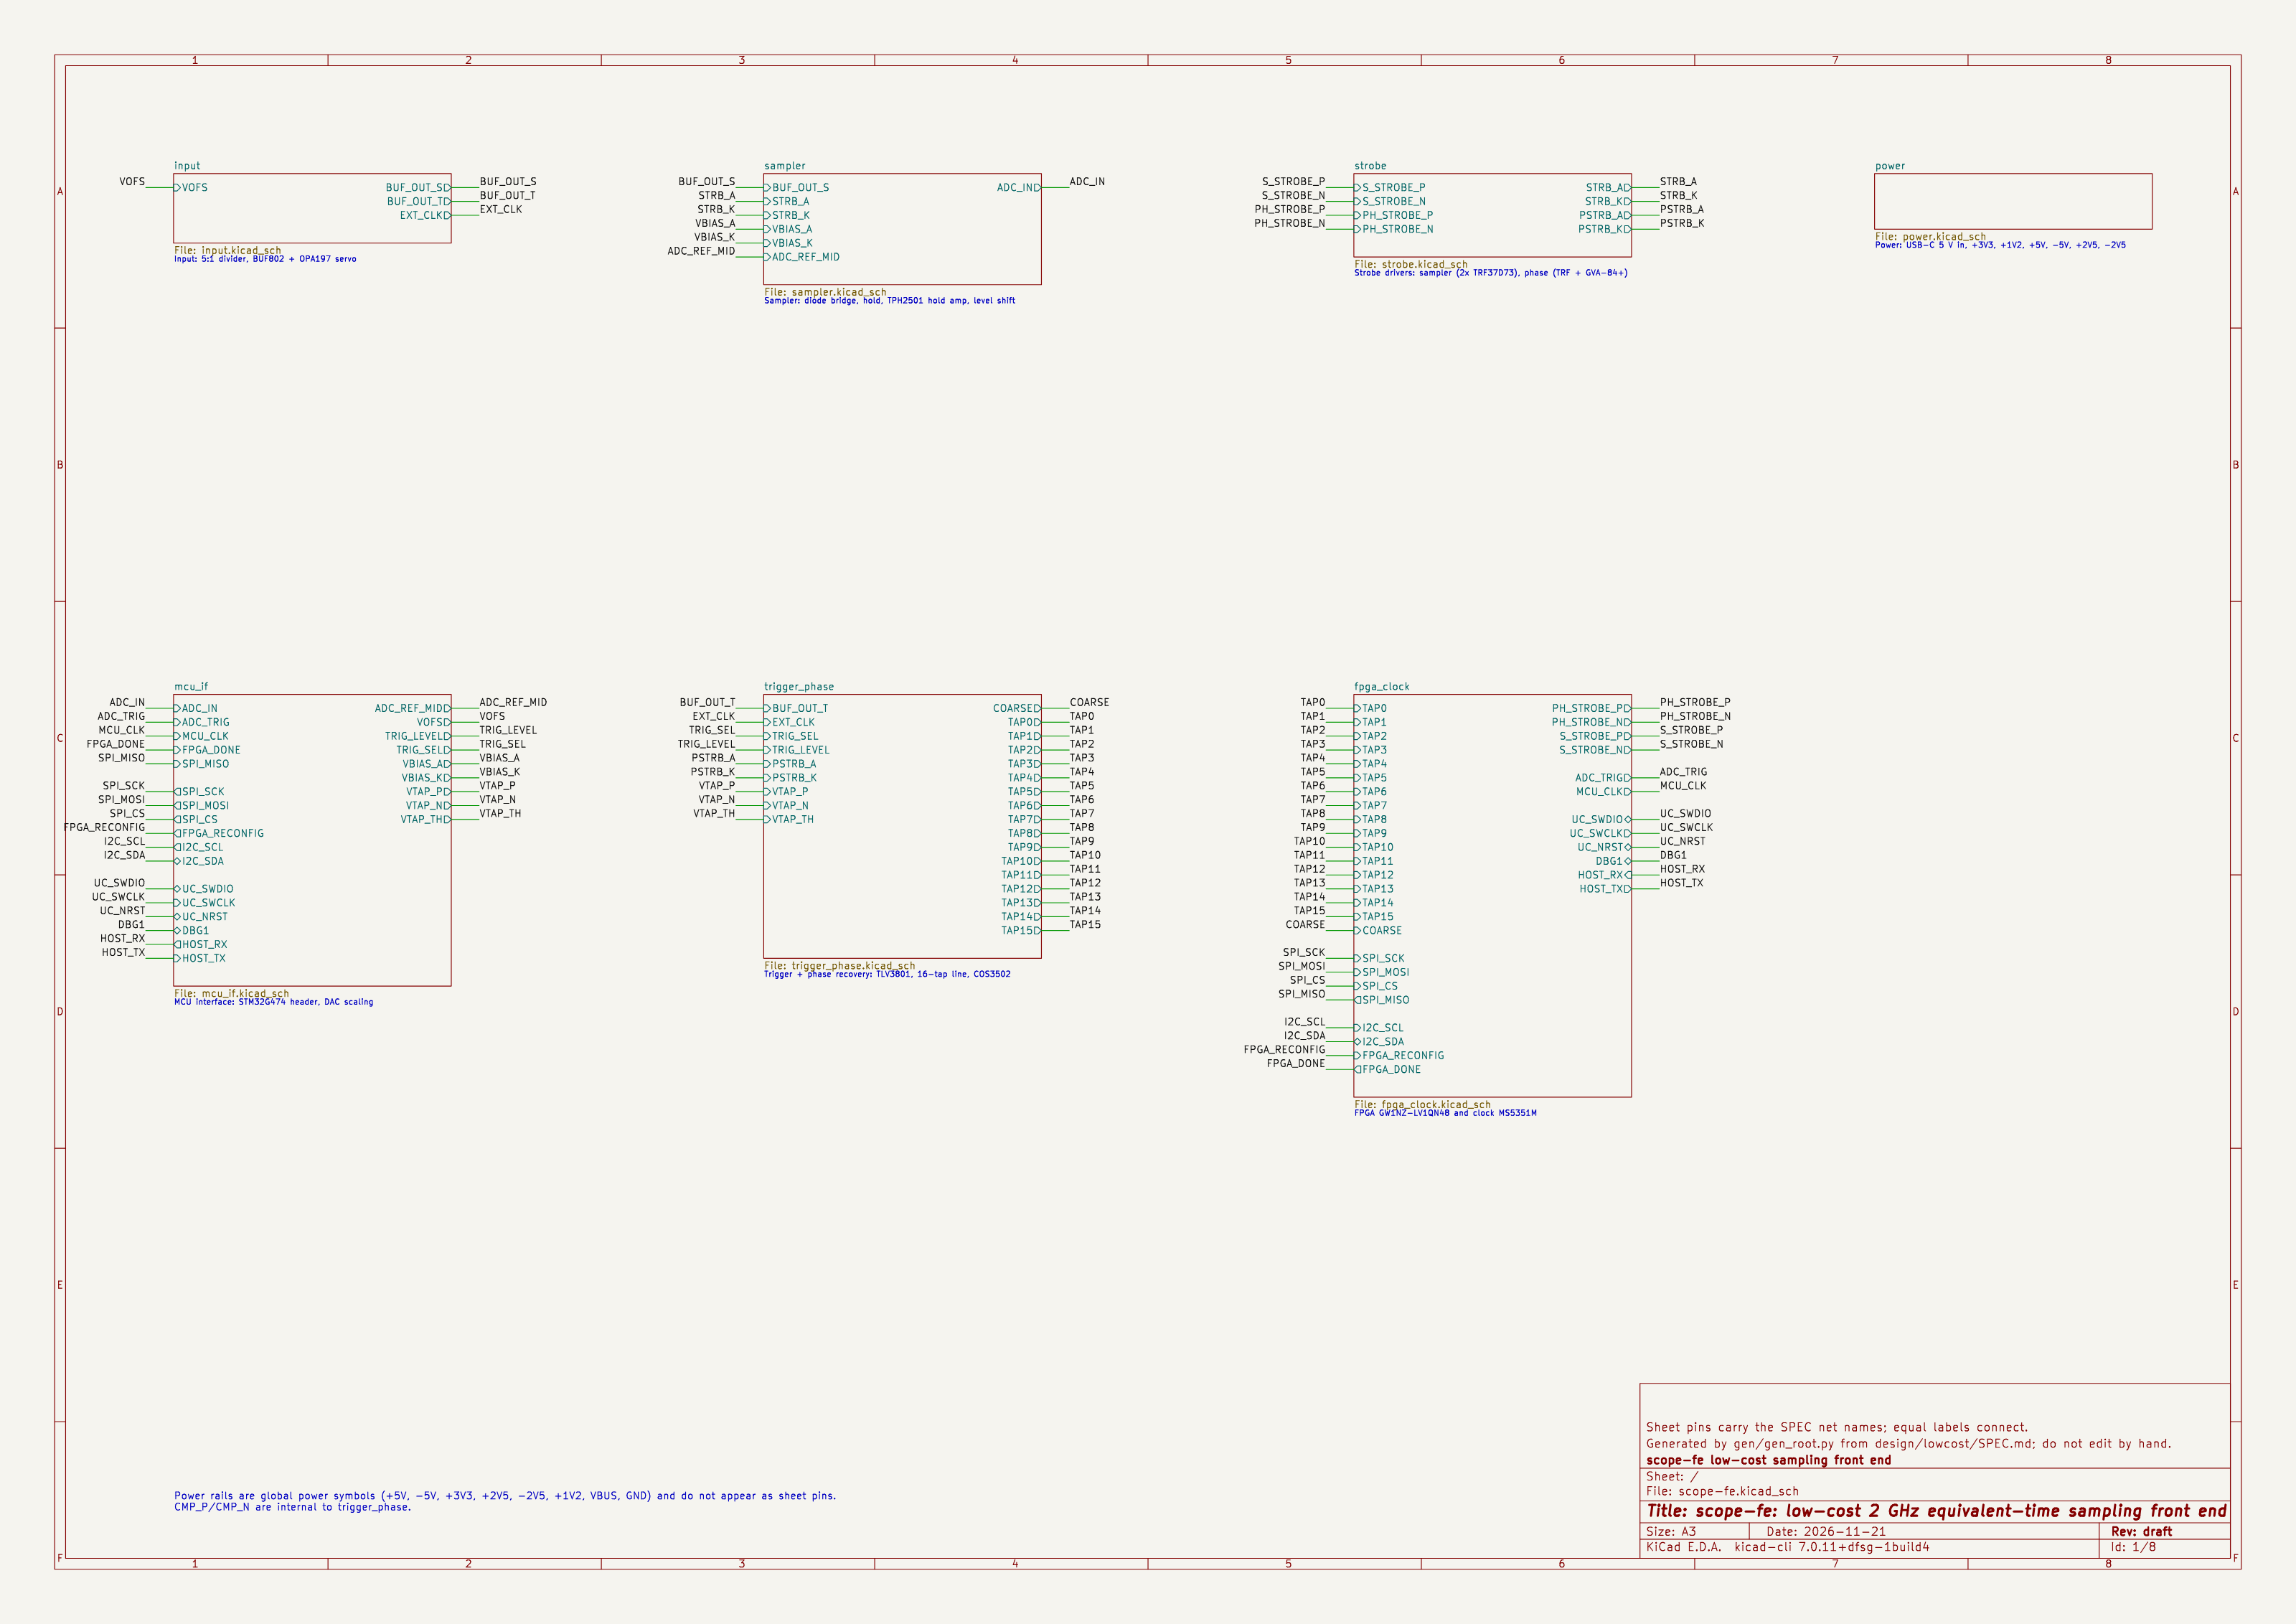 1 2 3 4 5 6 7 8
A A
B B
C C
D D
E E
F F
input
VOFS
VOFS
BUF_OUT_S
BUF_OUT_T
EXT_CLK
BUF_OUT_S
BUF_OUT_T
EXT_CLK
File: input.kicad_sch
Input: 5:1 divider, BUF802 + OPA197 servo
sampler
BUF_OUT_S
STRB_A
STRB_K
VBIAS_A
VBIAS_K
ADC_REF_MID
BUF_OUT_S
STRB_A
STRB_K
VBIAS_A
VBIAS_K
ADC_REF_MID
ADC_IN
ADC_IN
File: sampler.kicad_sch
Sampler: diode bridge, hold, TPH2501 hold amp, level shift
strobe
S_STROBE_P
S_STROBE_N
PH_STROBE_P
PH_STROBE_N
S_STROBE_P
S_STROBE_N
PH_STROBE_P
PH_STROBE_N
STRB_A
STRB_K
PSTRB_A
PSTRB_K
STRB_A
STRB_K
PSTRB_A
PSTRB_K
File: strobe.kicad_sch
Strobe drivers: sampler (2x TRF37D73), phase (TRF + GVA-84+)
power
File: power.kicad_sch
Power: USB-C 5 V in, +3V3, +1V2, +5V, -5V, +2V5, -2V5
mcu_if
ADC_IN
ADC_TRIG
MCU_CLK
FPGA_DONE
SPI_MISO
SPI_SCK
SPI_MOSI
SPI_CS
FPGA_RECONFIG
I2C_SCL
I2C_SDA
UC_SWDIO
UC_SWCLK
UC_NRST
DBG1
HOST_RX
HOST_TX
ADC_IN
ADC_TRIG
MCU_CLK
FPGA_DONE
SPI_MISO
SPI_SCK
SPI_MOSI
SPI_CS
FPGA_RECONFIG
I2C_SCL
I2C_SDA
UC_SWDIO
UC_SWCLK
UC_NRST
DBG1
HOST_RX
HOST_TX
ADC_REF_MID
VOFS
TRIG_LEVEL
TRIG_SEL
VBIAS_A
VBIAS_K
VTAP_P
VTAP_N
VTAP_TH
ADC_REF_MID
VOFS
TRIG_LEVEL
TRIG_SEL
VBIAS_A
VBIAS_K
VTAP_P
VTAP_N
VTAP_TH
File: mcu_if.kicad_sch
MCU interface: STM32G474 header, DAC scaling
trigger_phase
BUF_OUT_T
EXT_CLK
TRIG_SEL
TRIG_LEVEL
PSTRB_A
PSTRB_K
VTAP_P
VTAP_N
VTAP_TH
BUF_OUT_T
EXT_CLK
TRIG_SEL
TRIG_LEVEL
PSTRB_A
PSTRB_K
VTAP_P
VTAP_N
VTAP_TH
COARSE
TAP0
TAP1
TAP2
TAP3
TAP4
TAP5
TAP6
TAP7
TAP8
TAP9
TAP10
TAP11
TAP12
TAP13
TAP14
TAP15
COARSE
TAP0
TAP1
TAP2
TAP3
TAP4
TAP5
TAP6
TAP7
TAP8
TAP9
TAP10
TAP11
TAP12
TAP13
TAP14
TAP15
File: trigger_phase.kicad_sch
Trigger + phase recovery: TLV3801, 16-tap line, COS3502
fpga_clock
TAP0
TAP1
TAP2
TAP3
TAP4
TAP5
TAP6
TAP7
TAP8
TAP9
TAP10
TAP11
TAP12
TAP13
TAP14
TAP15
COARSE
SPI_SCK
SPI_MOSI
SPI_CS
SPI_MISO
I2C_SCL
I2C_SDA
FPGA_RECONFIG
FPGA_DONE
TAP0
TAP1
TAP2
TAP3
TAP4
TAP5
TAP6
TAP7
TAP8
TAP9
TAP10
TAP11
TAP12
TAP13
TAP14
TAP15
COARSE
SPI_SCK
SPI_MOSI
SPI_CS
SPI_MISO
I2C_SCL
I2C_SDA
FPGA_RECONFIG
FPGA_DONE
PH_STROBE_P
PH_STROBE_N
S_STROBE_P
S_STROBE_N
ADC_TRIG
MCU_CLK
UC_SWDIO
UC_SWCLK
UC_NRST
DBG1
HOST_RX
HOST_TX
PH_STROBE_P
PH_STROBE_N
S_STROBE_P
S_STROBE_N
ADC_TRIG
MCU_CLK
UC_SWDIO
UC_SWCLK
UC_NRST
DBG1
HOST_RX
HOST_TX
File: fpga_clock.kicad_sch
FPGA GW1NZ-LV1QN48 and clock MS5351M
Power rails are global power symbols (+5V, -5V, +3V3, +2V5, -2V5, +1V2, VBUS, GND) and do not appear as sheet pins.
CMP_P/CMP_N are internal to trigger_phase.
Sheet pins carry the SPEC net names; equal labels connect.
Generated by gen/gen_root.py from design/lowcost/SPEC.md; do not edit by hand.
scope-fe low-cost sampling front end
Sheet: /
File: scope-fe.kicad_sch
Title: scope-fe: low-cost 2 GHz equivalent-time sampling front end
Size: A3 Date: 2026-11-21 Rev: draft
KiCad E.D.A. kicad-cli 7.0.11+dfsg-1build4 Id: 1/8
1 2 3 4 5 6 7 8